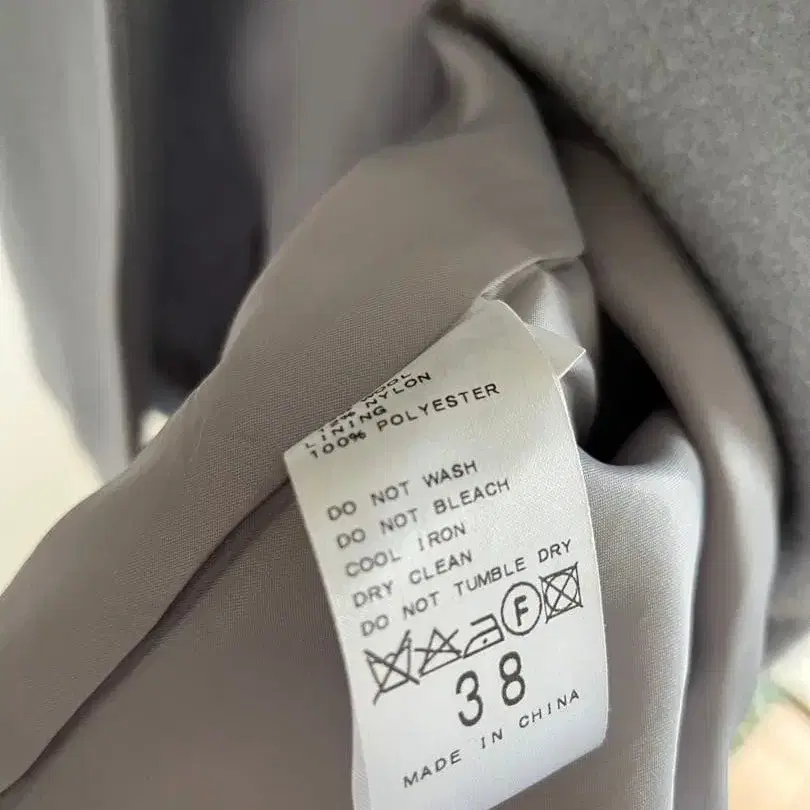 NYLON
LINING
100% POLYESTER
DO NOT WASH
DO NOT BLEACH
COOL IRON
DRY CLEAN
DO NOT TUMBLE DRY
F
38
MADE IN CHINA